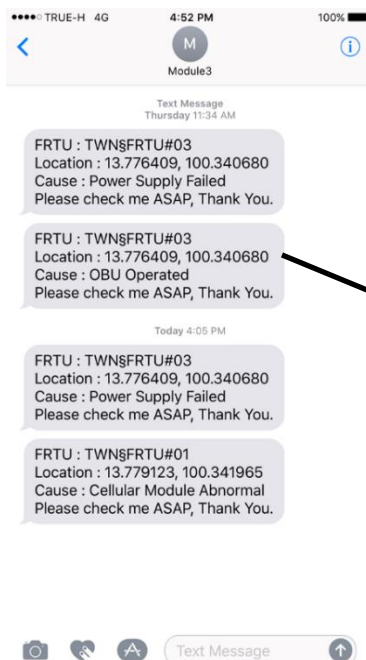 TRUE-H 4G 4:52 PM 100%
M
Module3
Text Message
Thursday 11:34 AM
FRTU : TWN§FRTU#03
Location : 13.776409, 100.340680
Cause : Power Supply Failed
Please check me ASAP, Thank You.
FRTU : TWN§FRTU#03
Location : 13.776409, 100.340680
Cause : OBU Operated
Please check me ASAP, Thank You.
Today 4:05 PM
FRTU : TWN§FRTU#03
Location : 13.776409, 100.340680
Cause : Power Supply Failed
Please check me ASAP, Thank You.
FRTU : TWN§FRTU#01
Location : 13.779123, 100.341965
Cause : Cellular Module Abnormal
Please check me ASAP, Thank You.
Text Message